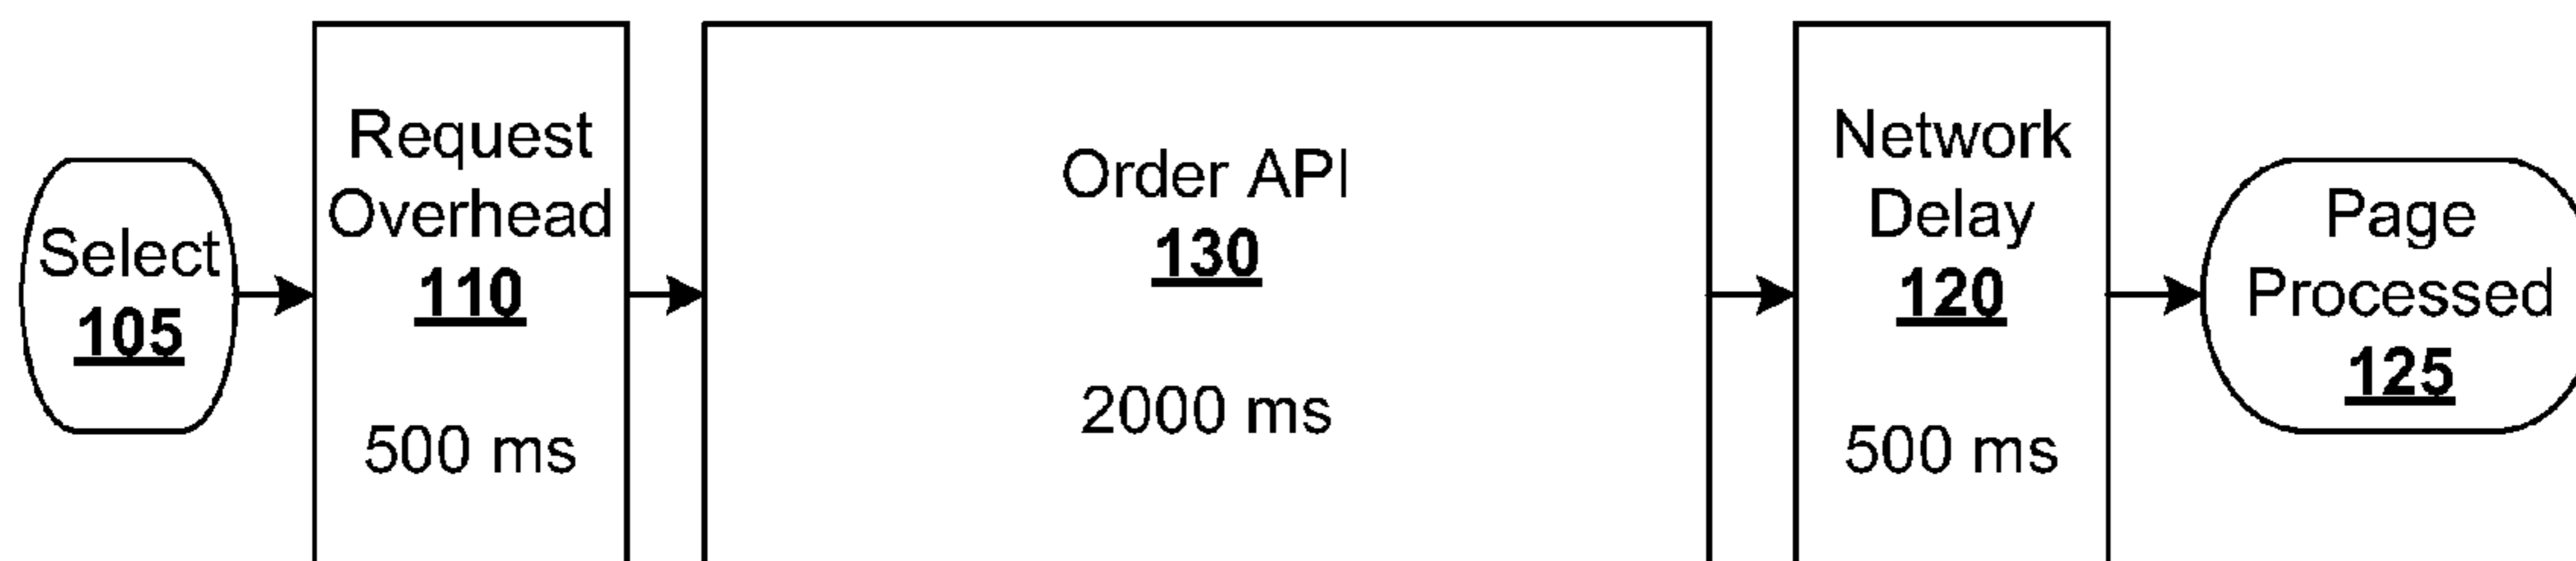 Select
105
Request
Overhead
110
500 ms
Order API
130
2000 ms
Network
Delay
120
500 ms
Page
Processed
125